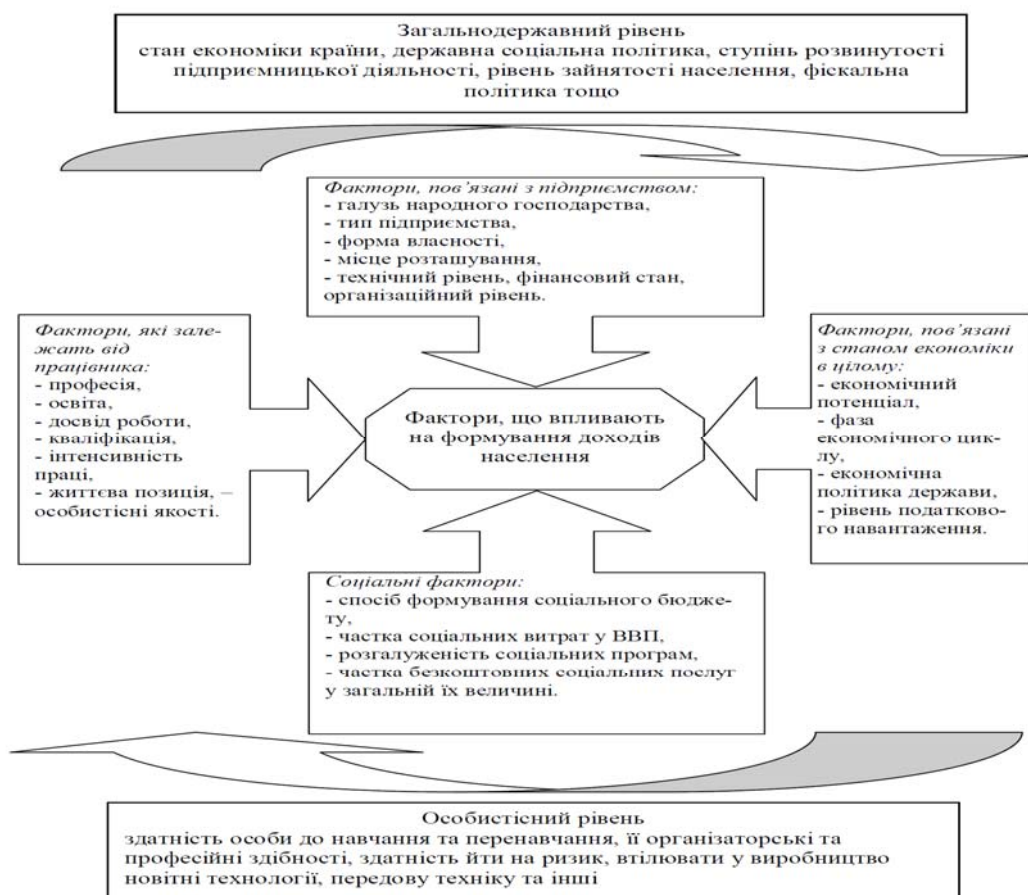 Загальнодержавний рівень
стан економіки країни, державна соціальна політика, ступінь розвинутості
підприємницької діяльності, рівень зайнятості населення, фіскальна
політика тощо
Фактори, пов’язані з підприємством:
- галузь народного господарства,
- тип підприємства,
- форма власності,
- місце розташування,
- технічний рівень, фінансовий стан,
організаційний рівень.
Фактори, які зале-
жать від
працівника:
- професія,
- освіта,
- досвід роботи,
- кваліфікація,
- інтенсивність
праці,
- життєва позиція, –
особистісні якості.
Фактори, що впливають
на формування доходів
населення
Фактори, пов’язані
з станом економіки
в цілому:
- економічний
потенціал,
- фаза
економічного цик-
лу,
- економічна
політика держави,
- рівень податково-
го навантаження.
Соціальні фактори:
- спосіб формування соціального бюдже-
ту,
- частка соціальних витрат у ВВП,
- розгалуженість соціальних програм,
- частка безкоштовних соціальних послуг
у загальній їх величині.
Особистісний рівень
здатність особи до навчання та перенавчання, її організаторські та
професійні здібності, здатність йти на ризик, втілювати у виробництво
новітні технології, передову техніку та інші